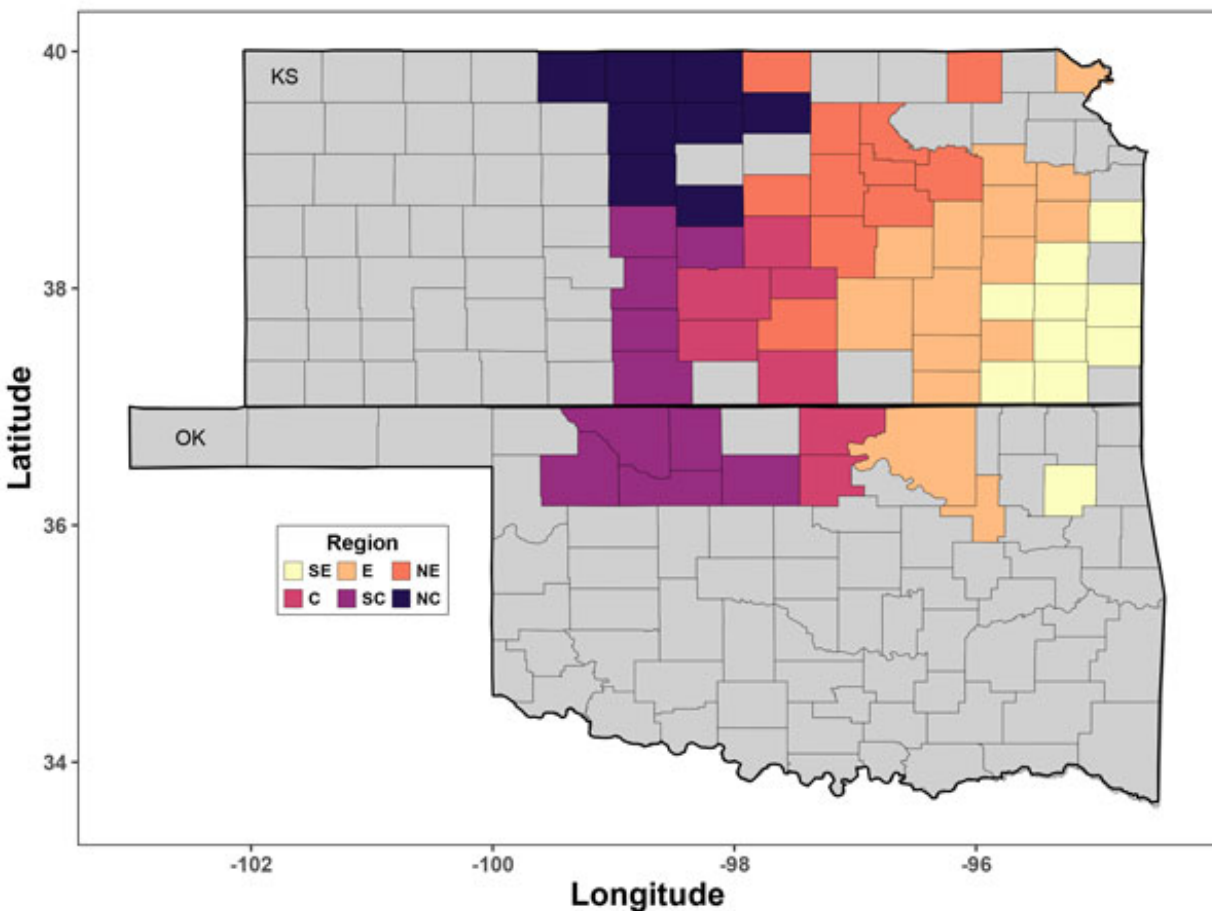 40
KS
38
OK
36
Region
SE E NE
C SC NC
34
-102 -100 -98 -96
Latitude
Longitude